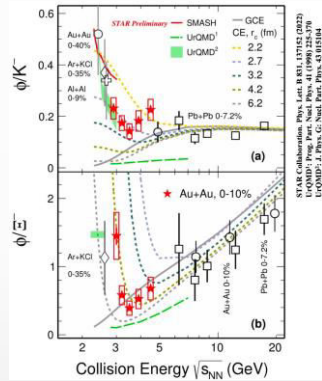 STAR Preliminary
SMASH
UrQMD¹
UrQMD²
GCE
CE, r_c (fm)
2.2
2.7
3.2
4.2
6.2
Au+Au
0-40%
Ar+KCl
0-35%
Al+Al
0-9%
Pb+Pb 0-7.2%
0.6
0.4
0.2
0.0
ϕ/K⁻
(a)
Au+Au, 0-10%
Ar+KCl
0-35%
Au+Au 0-10%
Pb+Pb 0-7.2%
2
1
0
ϕ/Ξ⁻
(b)
3 5 10 20
Collision Energy √s_NN (GeV)
STAR Collaboration. Phys. Lett. B 831, 137152 (2022)
UrQMD¹: Prog. Part. Nucl. Phys. 41 (1998) 225-370
UrQMD²: J. Phys. G: Nucl. Part. Phys. 43 015104